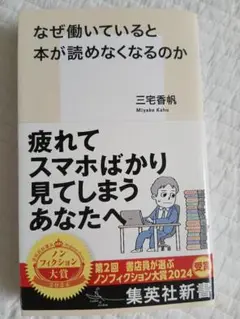 なぜ働いていると
本が読めなくなるのか
三宅香帆
Miyake Kaho
疲れて
スマホばかり
見てしまう
あなたへ
ノン
フィクション
大賞
第2回 書店員が選ぶ
ノンフィクション大賞2024
集英社新書